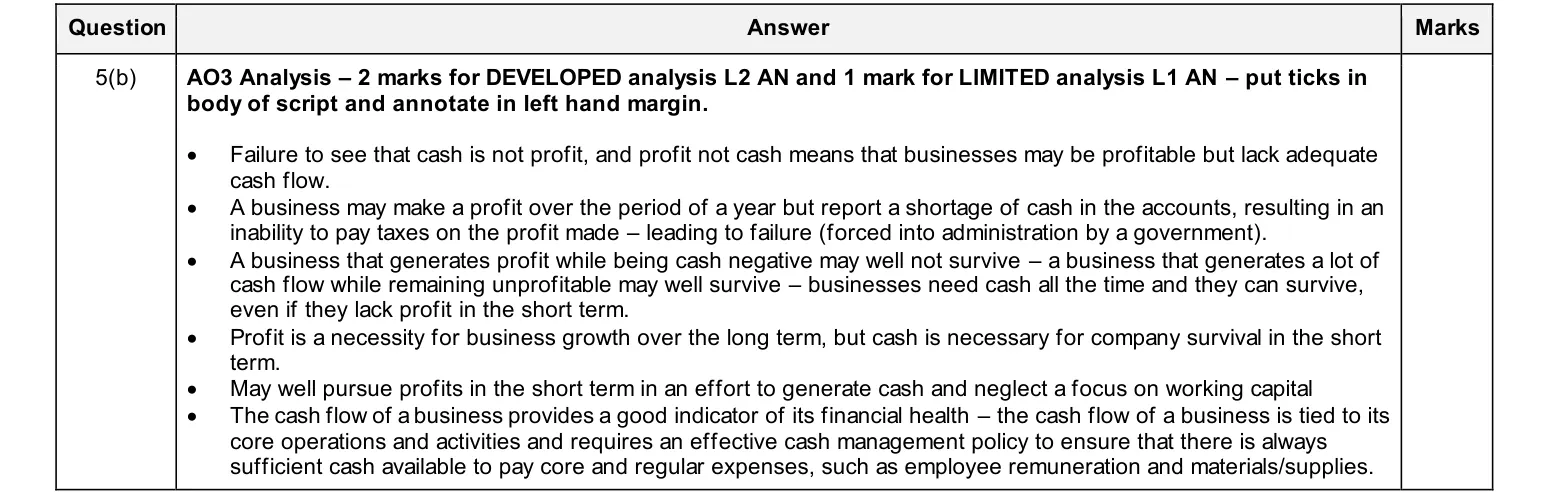 Question Answer Marks
5(b) AO3 Analysis – 2 marks for DEVELOPED analysis L2 AN and 1 mark for LIMITED analysis L1 AN – put ticks in
body of script and annotate in left hand margin.
• Failure to see that cash is not profit, and profit not cash means that businesses may be profitable but lack adequate
cash flow.
• A business may make a profit over the period of a year but report a shortage of cash in the accounts, resulting in an
inability to pay taxes on the profit made – leading to failure (forced into administration by a government).
• A business that generates profit while being cash negative may well not survive – a business that generates a lot of
cash flow while remaining unprofitable may well survive – businesses need cash all the time and they can survive,
even if they lack profit in the short term.
• Profit is a necessity for business growth over the long term, but cash is necessary for company survival in the short
term.
• May well pursue profits in the short term in an effort to generate cash and neglect a focus on working capital
• The cash flow of a business provides a good indicator of its financial health – the cash flow of a business is tied to its
core operations and activities and requires an effective cash management policy to ensure that there is always
sufficient cash available to pay core and regular expenses, such as employee remuneration and materials/supplies.